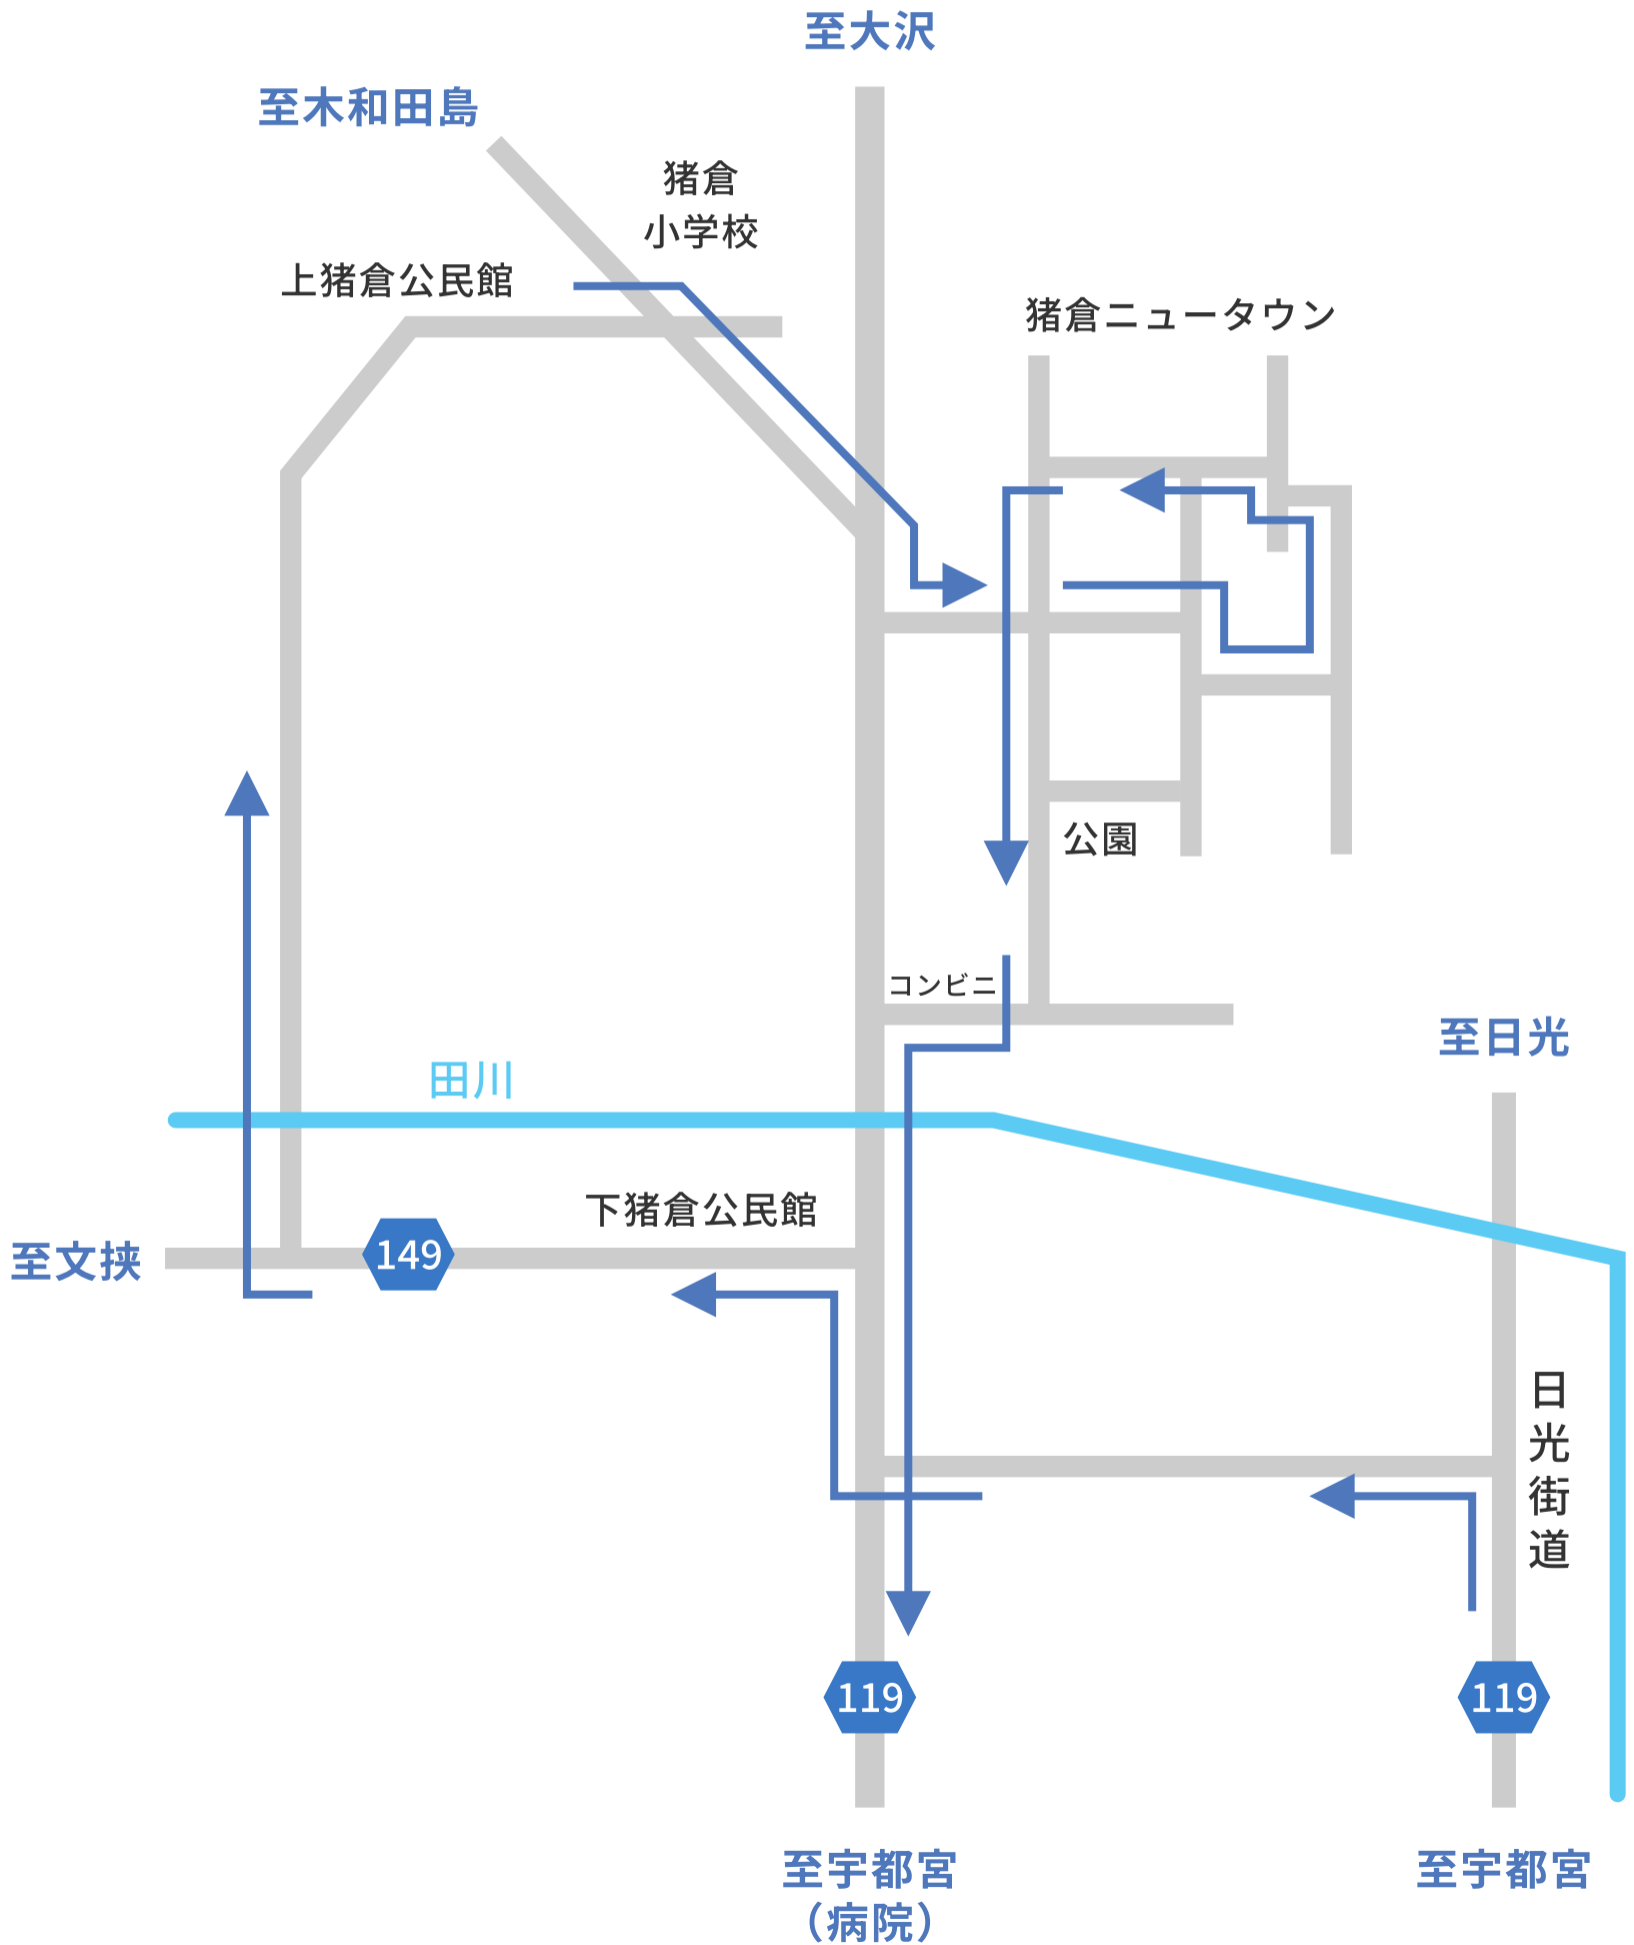 至大沢
至木和田島
猪倉
小学校
上猪倉公民館
猪倉ニュータウン
公園
コンビニ
至日光
田川
下猪倉公民館
至文挟
149
日光街道
119
119
至宇都宮
（病院）
至宇都宮